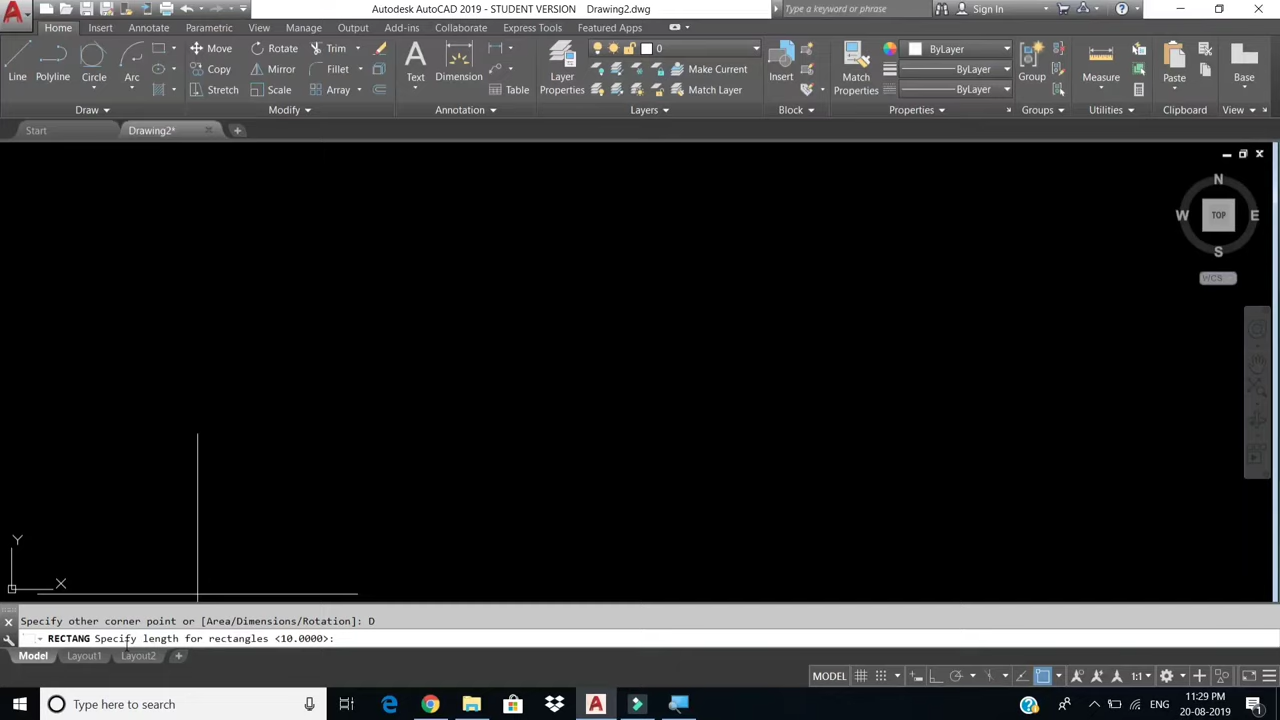 Autodesk AutoCAD 2019 - STUDENT VERSION Drawing2.dwg
Type a keyword or phrase
Sign In
Home Insert Annotate Parametric View Manage Output Add-ins Collaborate Express Tools Featured Apps
Line Polyline Circle Arc
Move Rotate Trim
Copy Mirror Fillet
Stretch Scale Array
Text Dimension Table
Layer Properties
0
Make Current
Match Layer
Insert
Match Properties
ByLayer
ByLayer
ByLayer
Group Measure Paste Base
Draw Modify Annotation Layers Block Properties Groups Utilities Clipboard View
Start Drawing2*
N
W TOP E
S
WCS
Y
X
Specify other corner point or [Area/Dimensions/Rotation]: D
RECTANG Specify length for rectangles <10.0000>:
Model Layout1 Layout2
MODEL 1:1
Type here to search
ENG
11:29 PM
20-08-2019
1